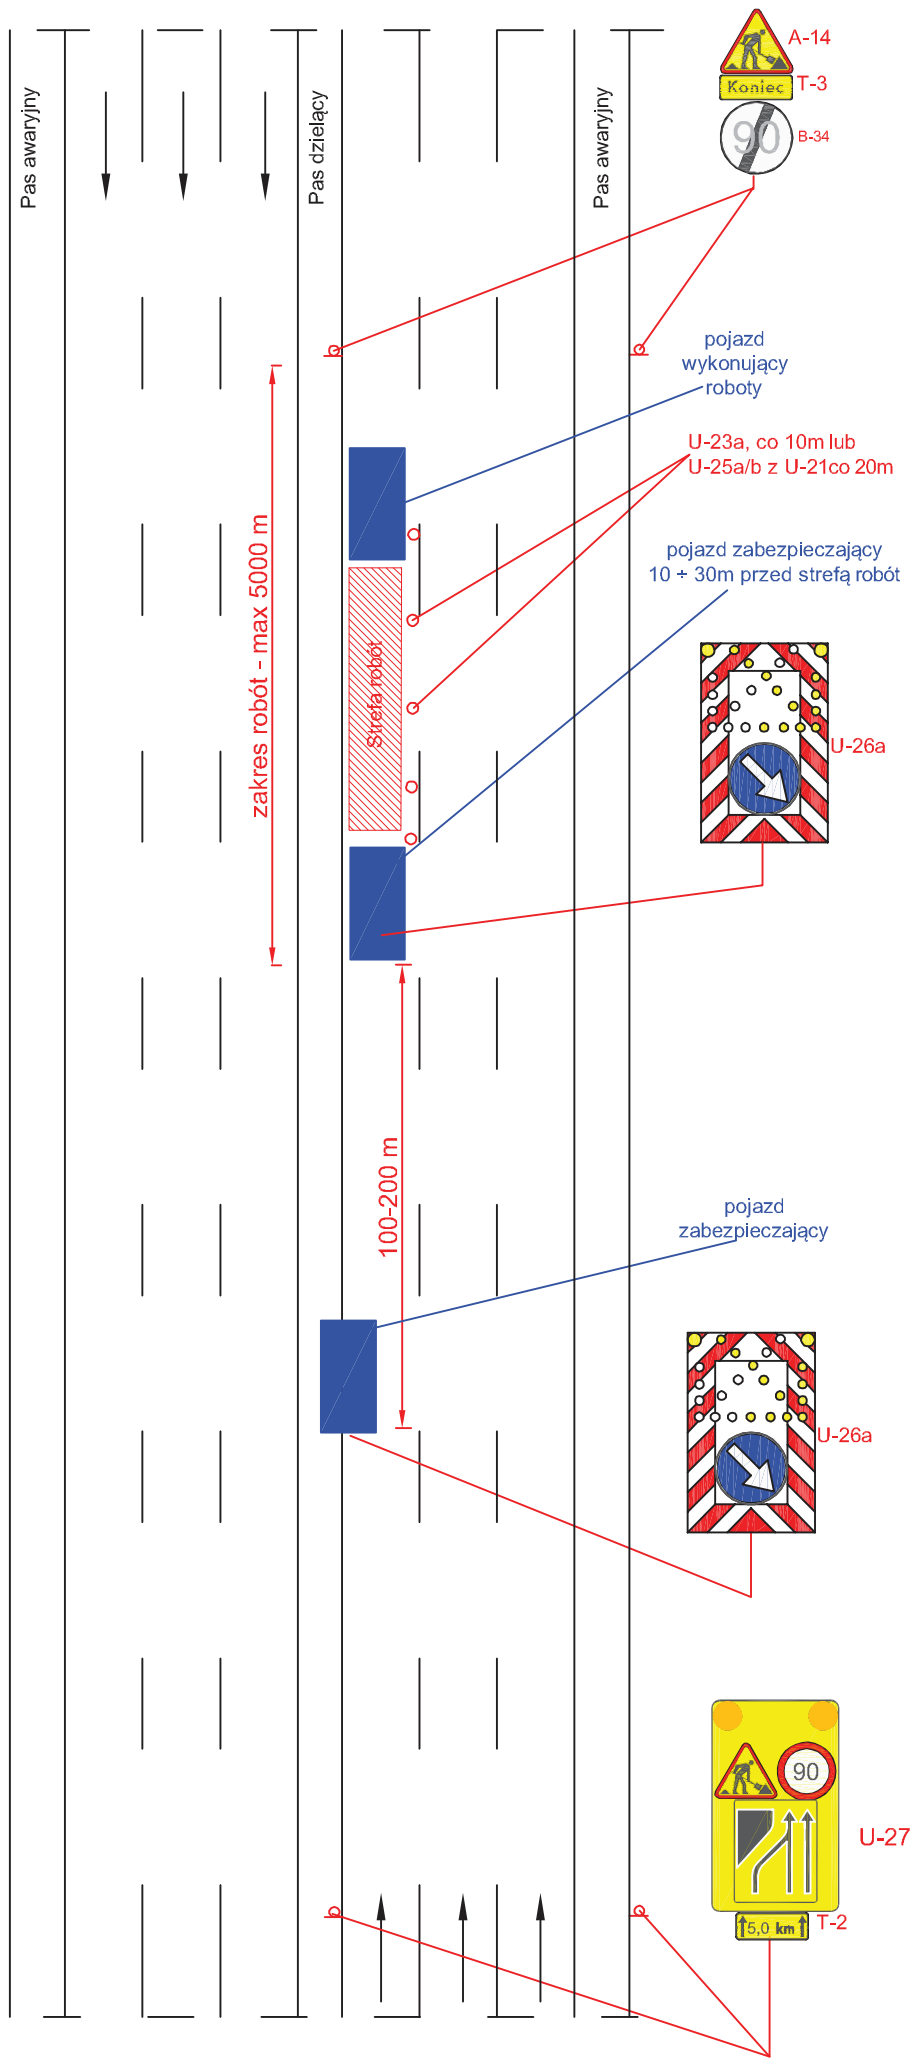 A-14
Koniec
T-3
90
B-34
Pas awaryjny
Pas dzielący
Pas awaryjny
pojazd
wykonujący
roboty
U-23a, co 10m lub
U-25a/b z U-21co 20m
pojazd zabezpieczający
10 ÷ 30m przed strefą robót
zakres robót - max 5000 m
Strefa robót
U-26a
100-200 m
pojazd
zabezpieczający
U-26a
90
U-27
5,0 km
T-2